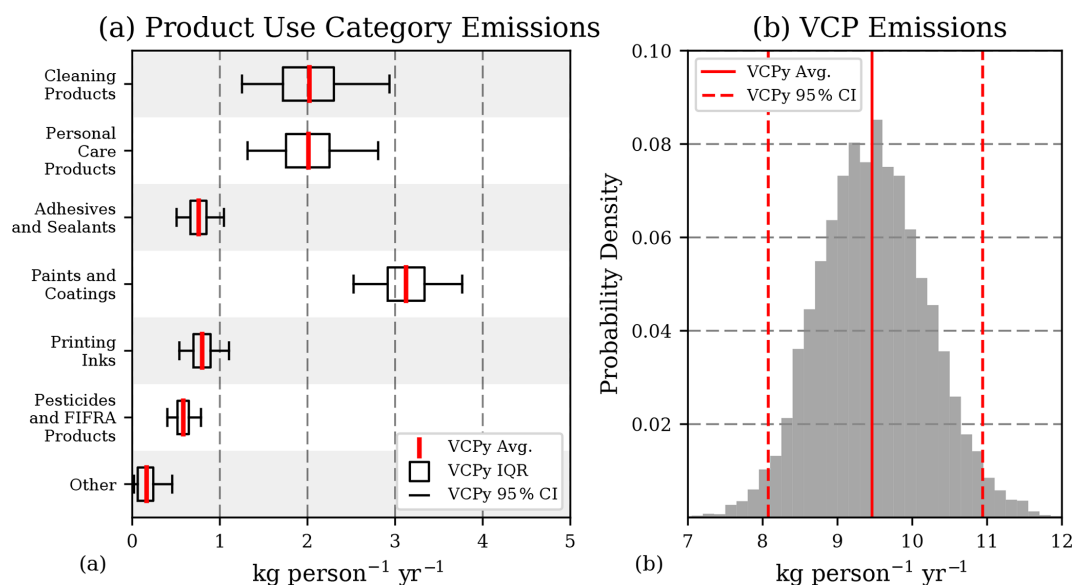 (a) Product Use Category Emissions
Cleaning
Products
Personal
Care
Products
Adhesives
and Sealants
Paints and
Coatings
Printing
Inks
Pesticides
and FIFRA
Products
Other
VCPy Avg.
VCPy IQR
VCPy 95% CI
0 1 2 3 4 5
(a)
kg person⁻¹ yr⁻¹
(b) VCP Emissions
VCPy Avg.
VCPy 95% CI
Probability Density
0.10
0.08
0.06
0.04
0.02
7 8 9 10 11 12
(b)
kg person⁻¹ yr⁻¹